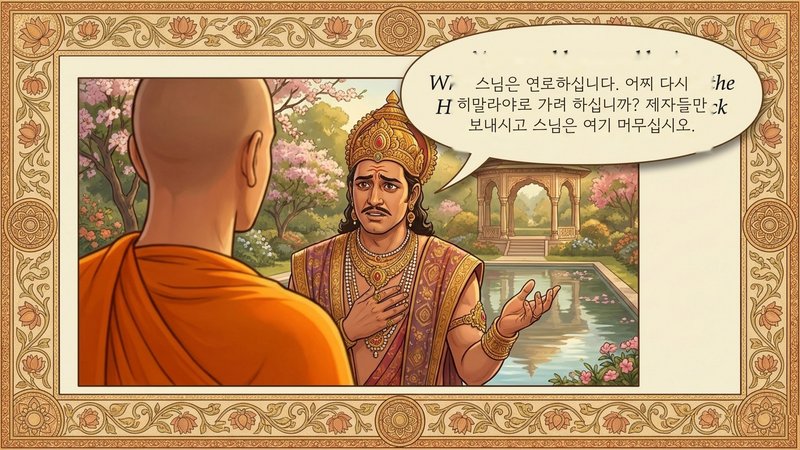 스님은 연로하십니다. 어찌 다시 the
H 히말라야로 가려 하십니까? 제자들만 ck
보내시고 스님은 여기 머무십시오.